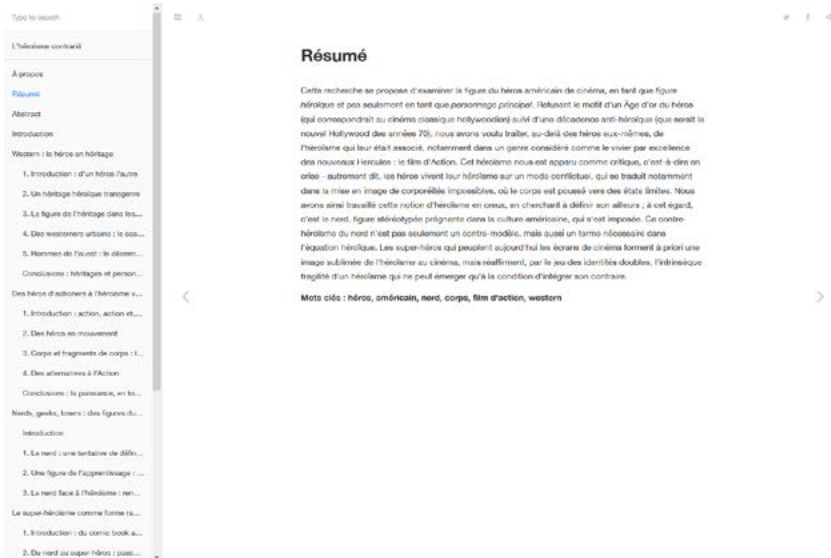 Type to search
L'héroïsme contrarié
À propos
Résumé
Abstract
Introduction
Western : le héros en héritage
1. Introduction : d'un héros l'autre
2. Un héritage héroïque transgenre
3. La figure de l'héritage dans les...
4. Des westerners urbains : le cas...
5. Hommes de l'ouest : le dilemm...
Conclusions : héritages et person...
Des héros d'actioners à l'héroïsme v...
1. Introduction : action, action et....
2. Des héros en mouvement
3. Corps et fragments de corps : l...
4. Des alternatives à l'Action
Conclusions : la puissance, en to...
Nerds, geeks, losers : des figures du...
Introduction
1. Le nerd : une tentative de défin...
2. Une figure de l'apprentissage : ...
3. Le nerd face à l'héroïsme : ren...
Le super-héroïsme comme forme ra...
1. Introduction : du comic book a...
2. Du nerd au super-héros : pass...
Résumé
Cette recherche se propose d'examiner la figure du héros américain de cinéma, en tant que figure
héroïque et pas seulement en tant que personnage principal. Refusant le motif d'un Âge d'or du héros
(qui correspondrait au cinéma classique hollywoodien) suivi d'une décadence anti-héroïque (que serait le
nouvel Hollywood des années 70), nous avons voulu traiter, au-delà des héros eux-mêmes, de
l'héroïsme qui leur était associé, notamment dans un genre considéré comme le vivier par excellence
des nouveaux Hercules : le film d'Action. Cet héroïsme nous est apparu comme critique, c'est-à dire en
crise - autrement dit, les héros vivent leur héroïsme sur un mode conflictuel, qui se traduit notamment
dans la mise en image de corporéités impossibles, où le corps est poussé vers des états limites. Nous
avons ainsi travaillé cette notion d'héroïsme en creux, en cherchant à définir son ailleurs ; à cet égard,
c'est le nerd, figure stéréotype prégnante dans la culture américaine, qui s'est imposée. Ce contre-
héroïsme du nerd n'est pas seulement un contre-modèle, mais aussi un terme nécessaire dans
l'équation héroïque. Les super-héros qui peuplent aujourd'hui les écrans de cinéma forment à priori une
image sublimée de l'héroïsme au cinéma, mais réaffirment, par le jeu des identités doubles, l'intrinsèque
fragilité d'un héroïsme qui ne peut émerger qu'à la condition d'intégrer son contraire.
Mots clés : héros, américain, nerd, corps, film d'action, western